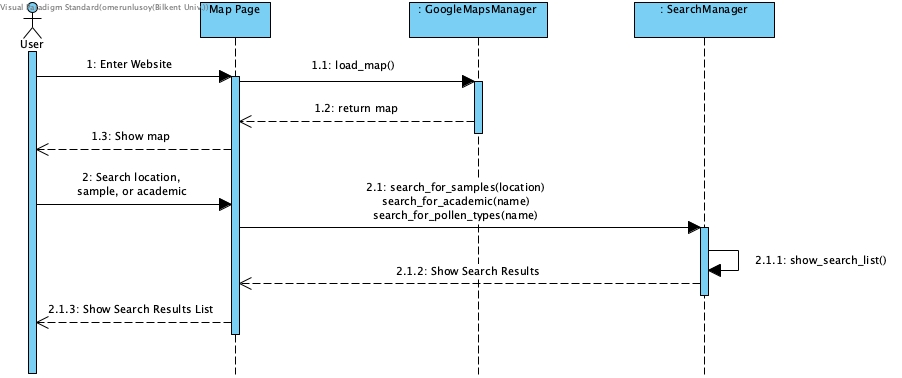 Visual Paradigm Standard(omerunlusoy(Bilkent Univ.))
Map Page
: GoogleMapsManager
: SearchManager
User
1: Enter Website
1.1: load_map()
1.2: return map
1.3: Show map
2: Search location,
sample, or academic
2.1: search_for_samples(location)
search_for_academic(name)
search_for_pollen_types(name)
2.1.1: show_search_list()
2.1.2: Show Search Results
2.1.3: Show Search Results List